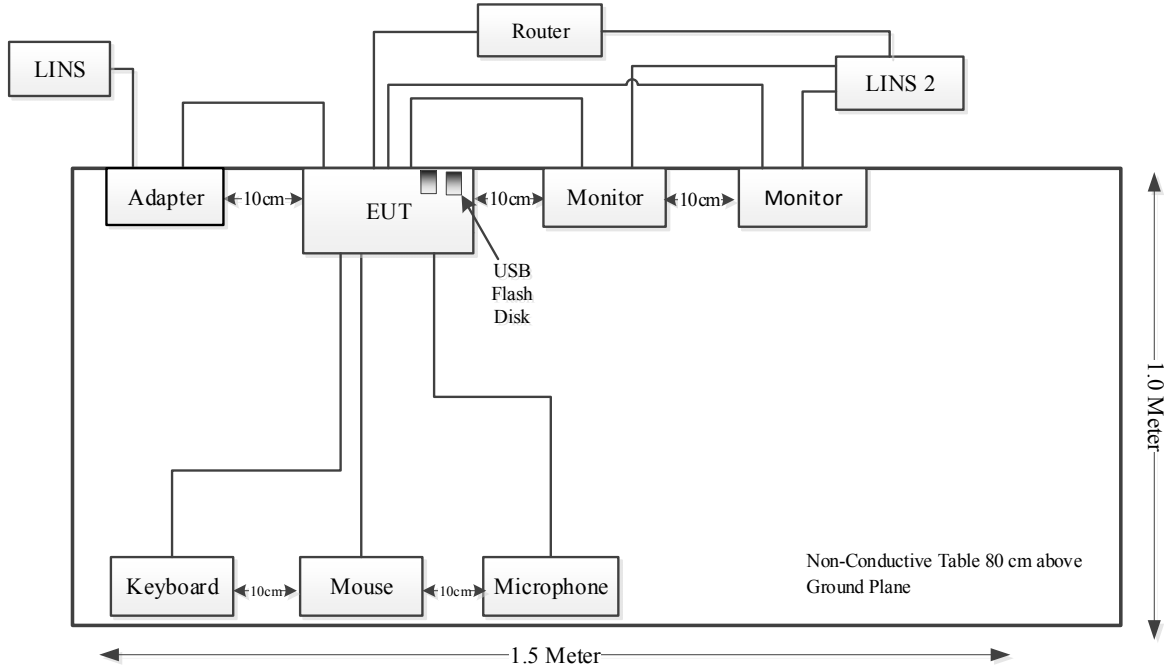 Router
LINS
LINS 2
Adapter
10cm
EUT
10cm
Monitor
10cm
Monitor
USB
Flash
Disk
1.0 Meter
Non-Conductive Table 80 cm above
Ground Plane
Keyboard
10cm
Mouse
10cm
Microphone
1.5 Meter